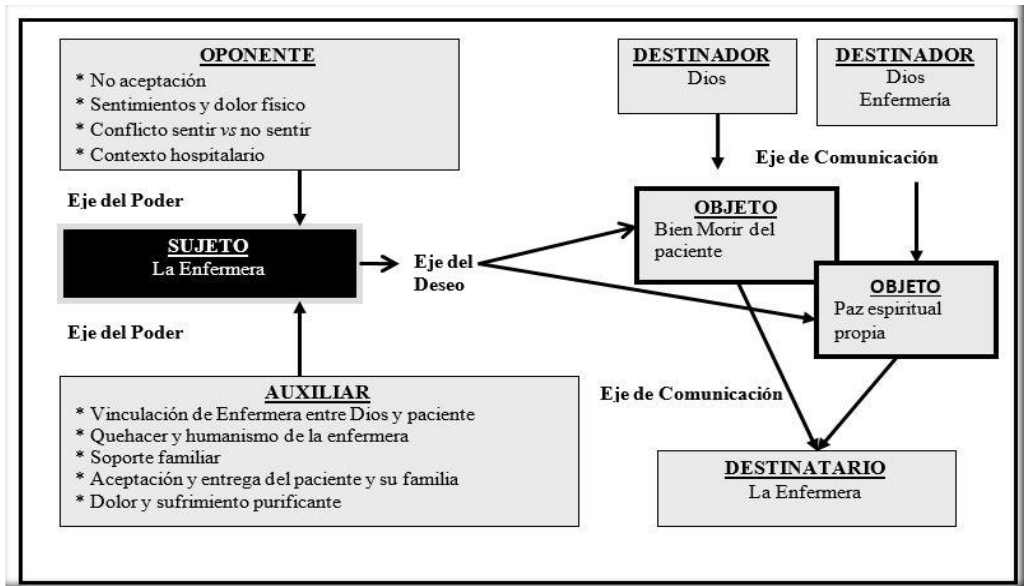 OPONENTE
* No aceptación
* Sentimientos y dolor físico
* Conflicto sentir vs no sentir
* Contexto hospitalario
DESTINADOR
Dios
DESTINADOR
Dios
Enfermería
Eje de Comunicación
Eje del Poder
SUJETO
La Enfermera
Eje del
Deseo
OBJETO
Bien Morir del
paciente
OBJETO
Paz espiritual
propia
Eje del Poder
AUXILIAR
* Vinculación de Enfermera entre Dios y paciente
* Quehacer y humanismo de la enfermera
* Soporte familiar
* Aceptación y entrega del paciente y su familia
* Dolor y sufrimiento purificante
Eje de Comunicación
DESTINATARIO
La Enfermera